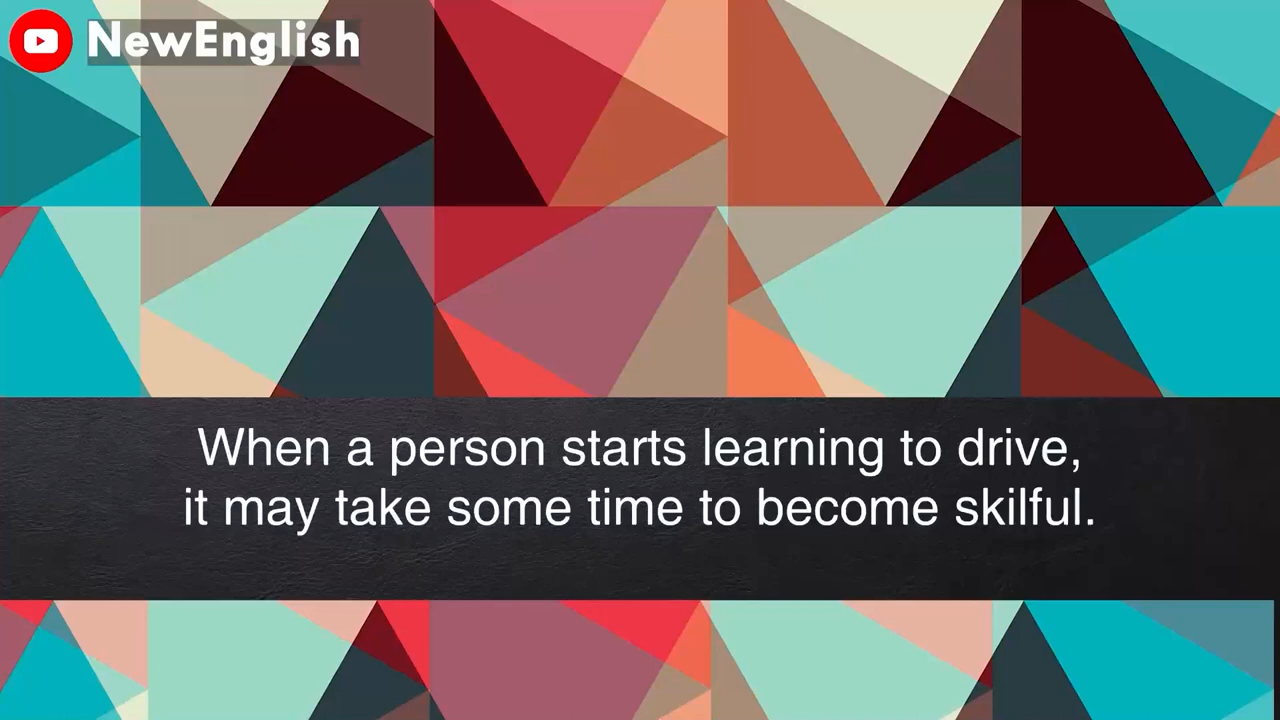 NewEnglish
When a person starts learning to drive,
it may take some time to become skilful.